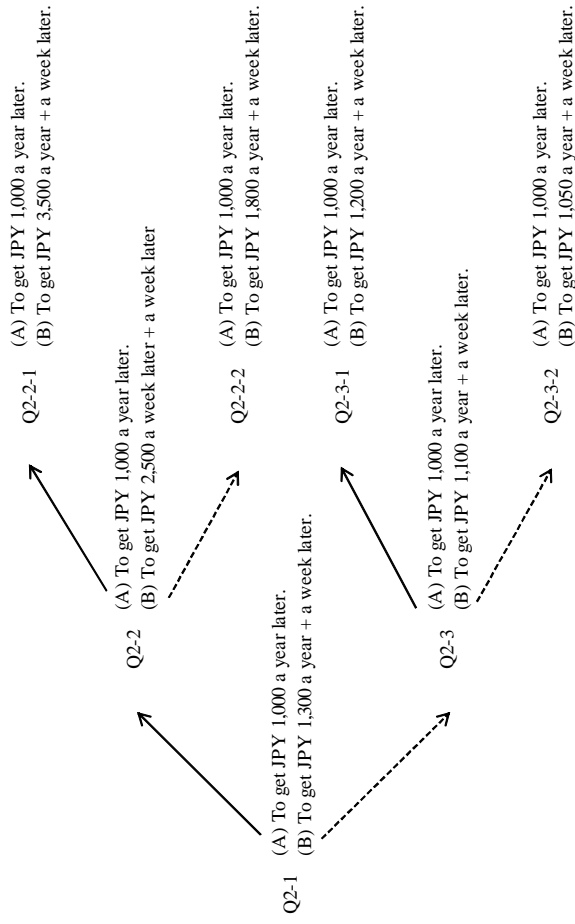 Q2-1
(A) To get JPY 1,000 a year later.
(B) To get JPY 1,300 a year + a week later.
Q2-2
(A) To get JPY 1,000 a year later.
(B) To get JPY 2,500 a week later + a week later
Q2-3
(A) To get JPY 1,000 a year later.
(B) To get JPY 1,100 a year + a week later.
Q2-2-1
(A) To get JPY 1,000 a year later.
(B) To get JPY 3,500 a year + a week later.
Q2-2-2
(A) To get JPY 1,000 a year later.
(B) To get JPY 1,800 a year + a week later.
Q2-3-1
(A) To get JPY 1,000 a year later.
(B) To get JPY 1,200 a year + a week later.
Q2-3-2
(A) To get JPY 1,000 a year later.
(B) To get JPY 1,050 a year + a week later.